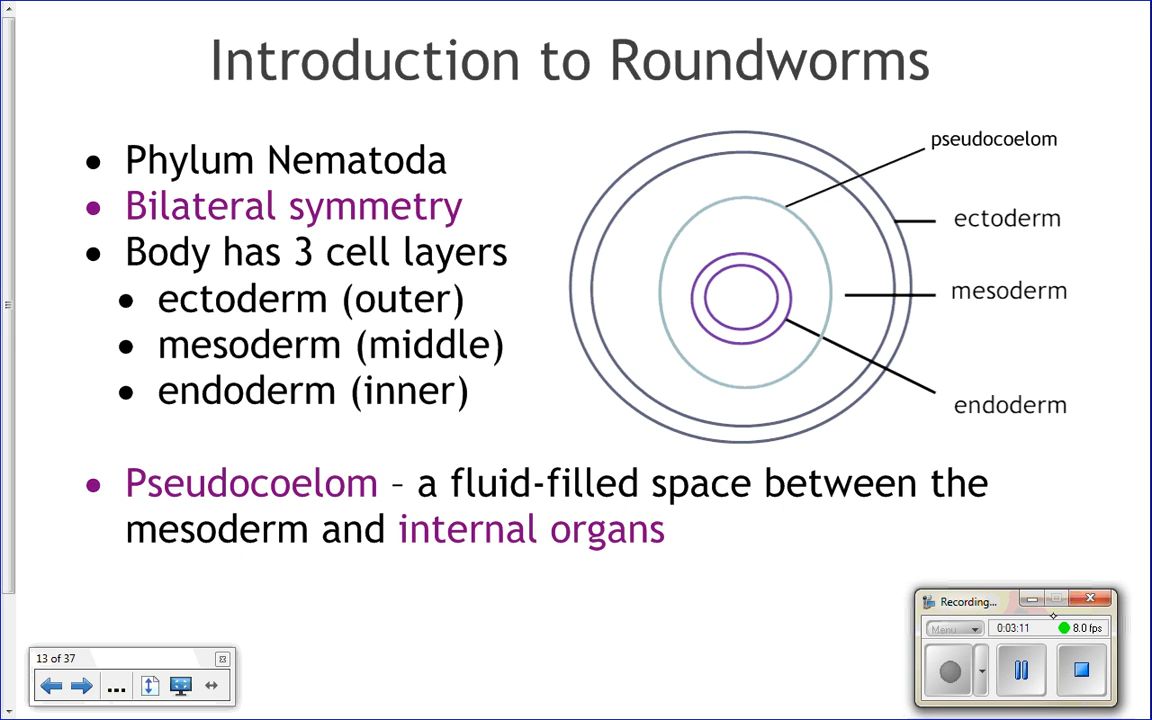 Introduction to Roundworms
• Phylum Nematoda
• Bilateral symmetry
• Body has 3 cell layers
• ectoderm (outer)
• mesoderm (middle)
• endoderm (inner)
pseudocoelom
ectoderm
mesoderm
endoderm
• Pseudocoelom – a fluid-filled space between the
mesoderm and internal organs
13 of 37
...
Recording...
Menu
0:03:11
8.0 fps